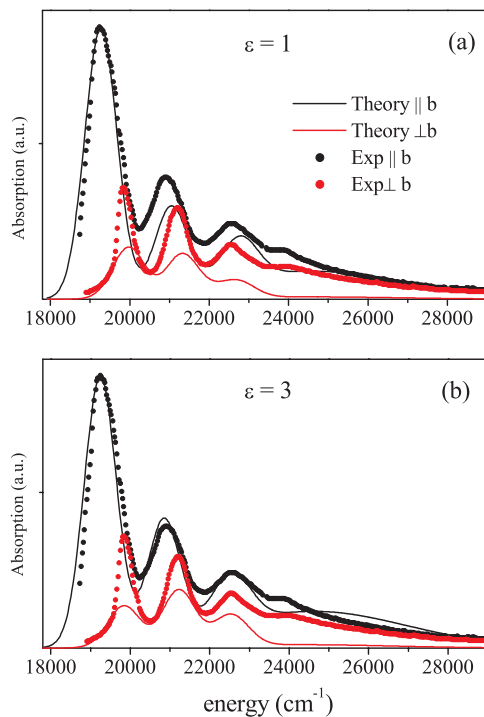 ε = 1
(a)
Theory || b
Theory ⊥b
Exp || b
Exp⊥ b
Absorption (a.u.)
18000 20000 22000 24000 26000 28000
ε = 3
(b)
Absorption (a.u.)
18000 20000 22000 24000 26000 28000
energy (cm⁻¹)